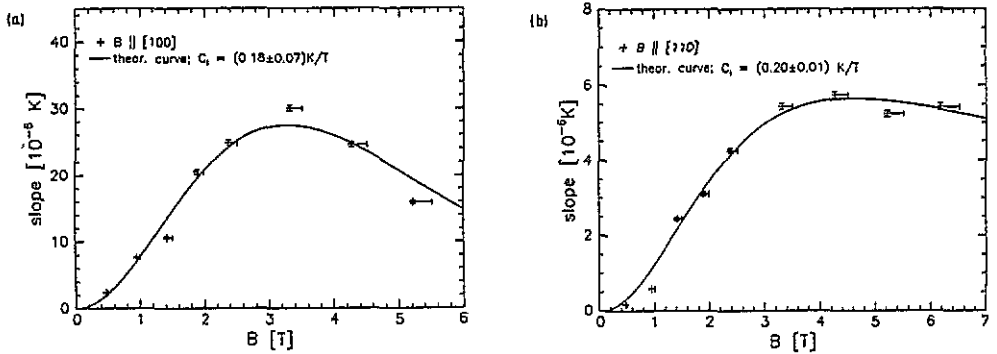 (a)
+ B || [100]
theor. curve; C₁ = (0 18±0.07)K/T
slope [10⁻⁶ K]
40
30
20
10
0
0 1 2 3 4 5 6
B [T]
(b)
+ B || [110]
theor. curve; C₁ = (0.20±0.01) K/T
slope [10⁻⁶K]
8
6
4
2
0
0 1 2 3 4 5 6 7
B [T]